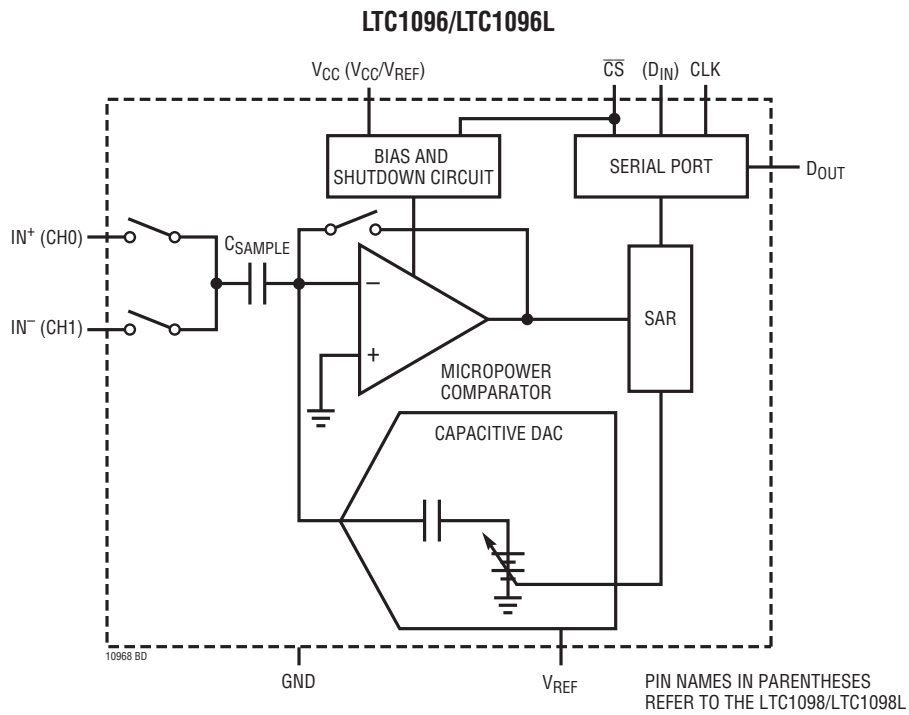 LTC1096/LTC1096L
VCC (VCC/VREF)
CS (DIN) CLK
BIAS AND
SHUTDOWN CIRCUIT
SERIAL PORT
DOUT
IN+ (CH0)
CSAMPLE
IN− (CH1)
−
+
SAR
MICROPOWER
COMPARATOR
CAPACITIVE DAC
10968 BD
GND
VREF
PIN NAMES IN PARENTHESES
REFER TO THE LTC1098/LTC1098L